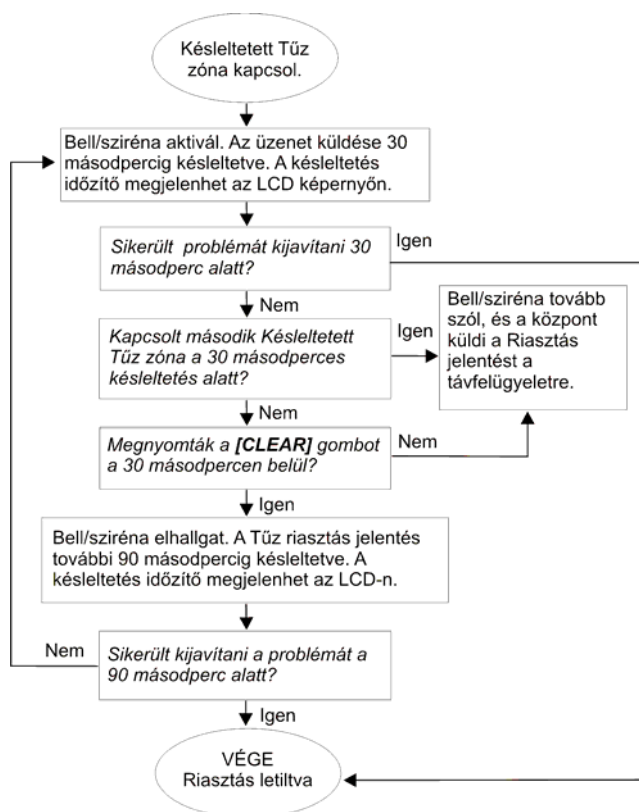 Késleltetett Tűz
zóna kapcsol.
Bell/sziréna aktivál. Az üzenet küldése 30
másodpercig késleltetve. A késleltetés
időzítő megjelenhet az LCD képernyőn.
Sikerült problémát kijavítani 30
másodperc alatt?
Igen
Nem
Kapcsolt második Késleltetett
Tűz zóna a 30 másodperces
késleltetés alatt?
Igen
Bell/sziréna tovább
szól, és a központ
küldi a Riasztás
jelentést a
távfelügyeletre.
Nem
Megnyomták a [CLEAR] gombot
a 30 másodpercen belül?
Nem
Igen
Bell/sziréna elhallgat. A Tűz riasztás jelentés
további 90 másodpercig késleltetve. A
késleltetés időzítő megjelenhet az LCD-n.
Nem
Sikerült kijavítani a problémát a
90 másodperc alatt?
Igen
VÉGE
Riasztás letiltva